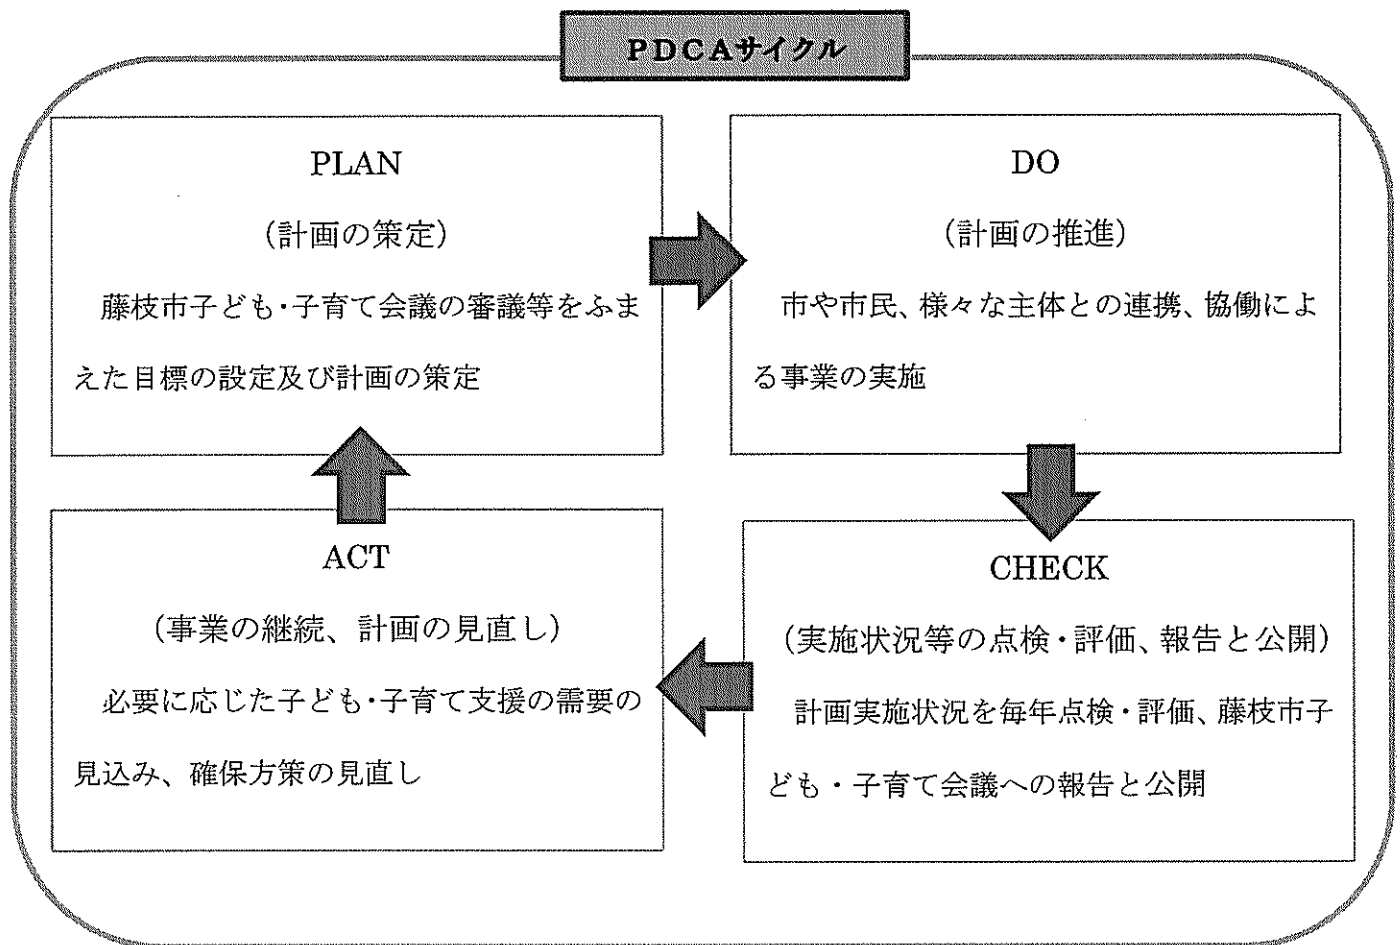 PDCAサイクル
PLAN
(計画の策定)
藤枝市子ども・子育て会議の審議等をふま
えた目標の設定及び計画の策定
DO
(計画の推進)
市や市民、様々な主体との連携、協働によ
る事業の実施
CHECK
(実施状況等の点検・評価、報告と公開)
計画実施状況を毎年点検・評価、藤枝市子
ども・子育て会議への報告と公開
ACT
(事業の継続、計画の見直し)
必要に応じた子ども・子育て支援の需要の
見込み、確保方策の見直し